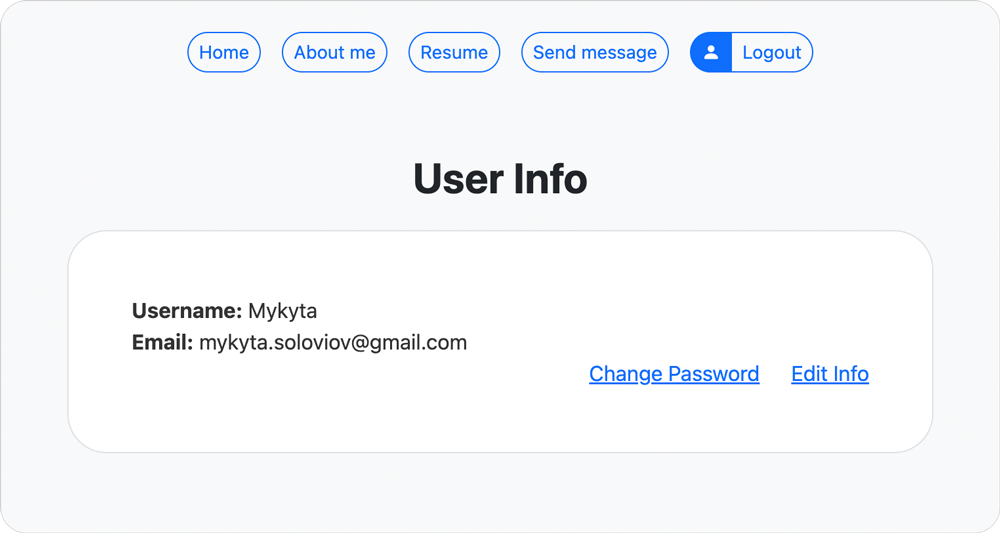 Home About me Resume Send message Logout
User Info
Username: Mykyta
Email: mykyta.soloviov@gmail.com
Change Password Edit Info